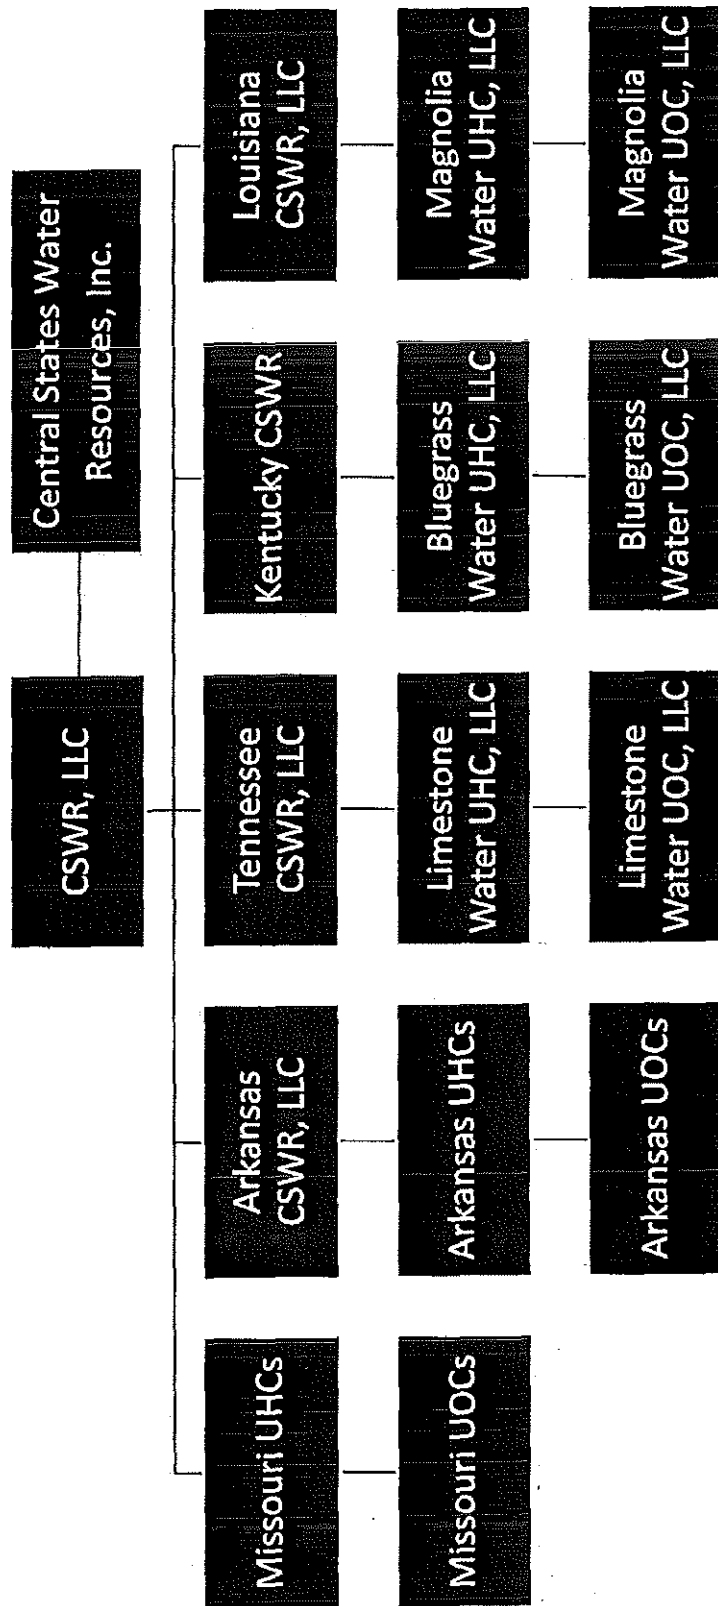 CSWR, LLC
Central States Water
Resources, Inc.
Missouri UHCs
Arkansas
CSWR, LLC
Tennessee
CSWR, LLC
Kentucky CSWR
Louisiana
CSWR, LLC
Missouri UOCs
Arkansas UHCs
Limestone
Water UHC, LLC
Bluegrass
Water UHC, LLC
Magnolia
Water UHC, LLC
Arkansas UOCs
Limestone
Water UOC, LLC
Bluegrass
Water UOC, LLC
Magnolia
Water UOC, LLC